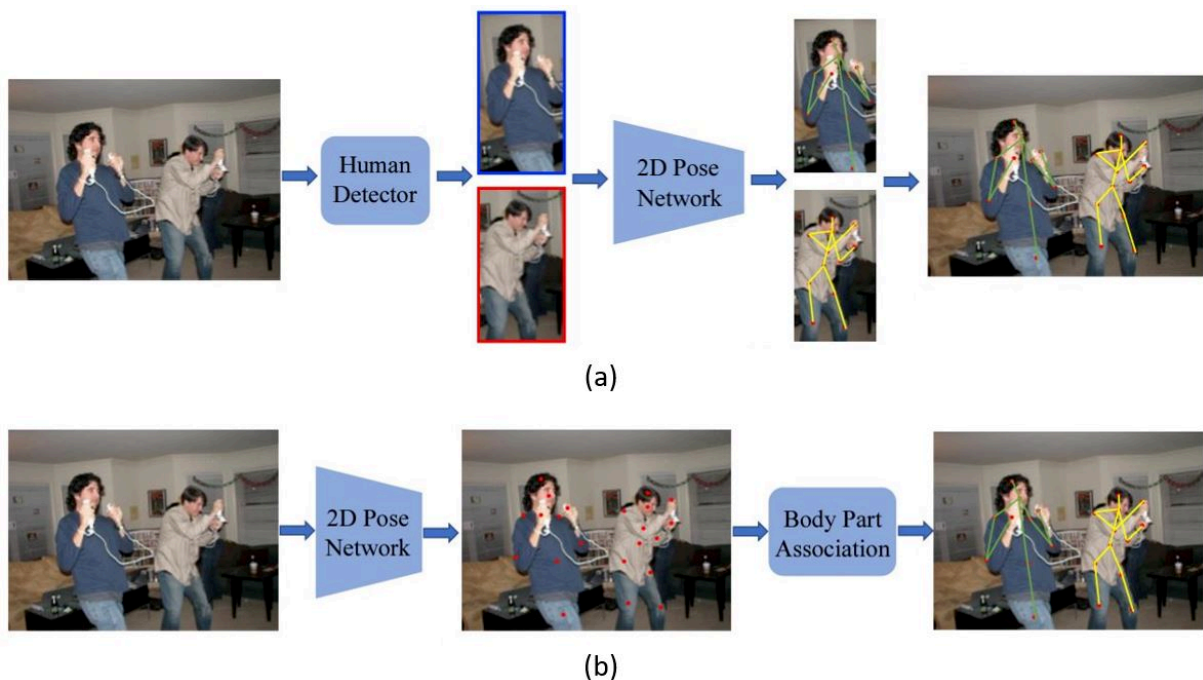 Human
Detector
2D Pose
Network
(a)
2D Pose
Network
Body Part
Association
(b)